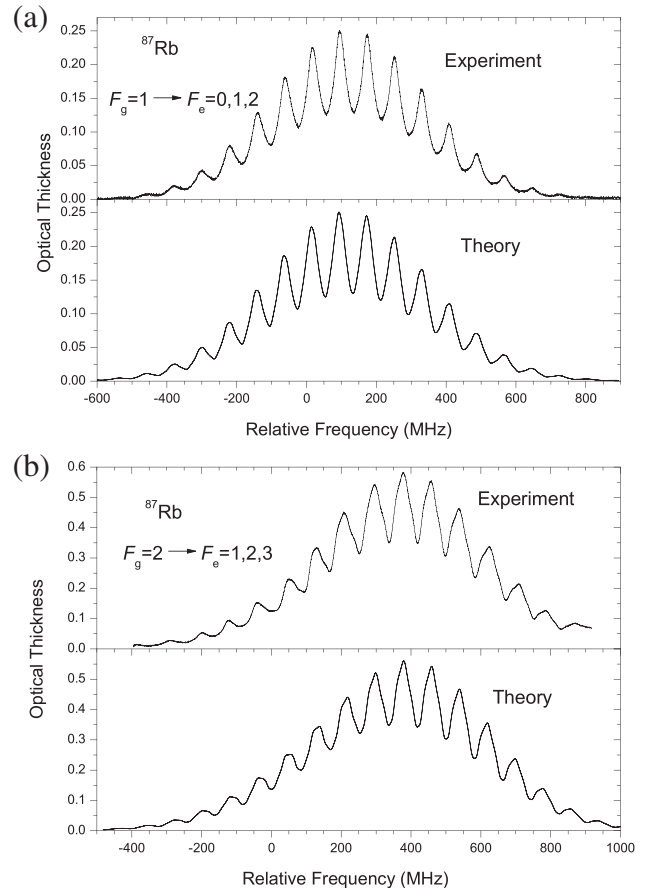 (a)
0.25
0.20
0.15
0.10
0.05
0.00
⁸⁷Rb
Experiment
Fg=1 → Fe=0,1,2
Optical Thickness
0.25
0.20
0.15
0.10
0.05
0.00
Theory
-600 -400 -200 0 200 400 600 800
Relative Frequency (MHz)
(b)
0.6
0.5
0.4
0.3
0.2
0.1
0.0
⁸⁷Rb
Experiment
Fg=2 → Fe=1,2,3
Optical Thickness
0.5
0.4
0.3
0.2
0.1
0.0
Theory
-400 -200 0 200 400 600 800 1000
Relative Frequency (MHz)